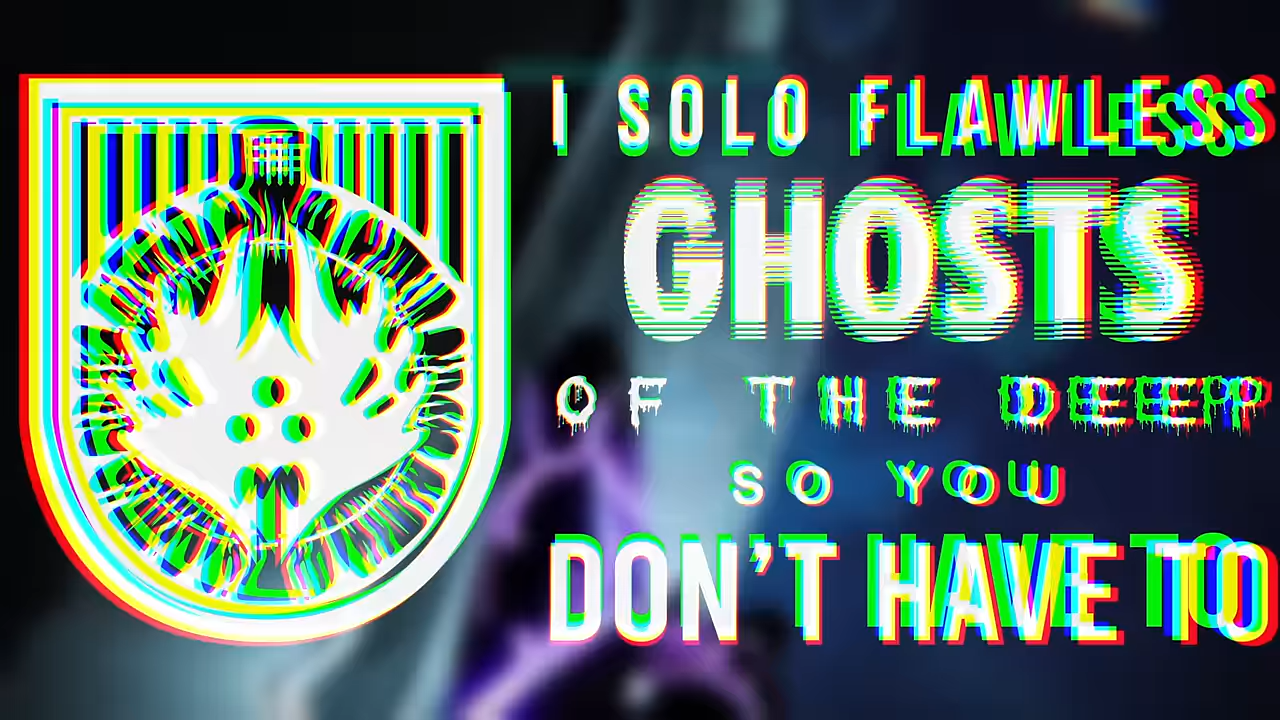 I SOLO FLAWLESS
GHOSTS
OF THE DEEP
SO YOU
DON'T HAVE TO